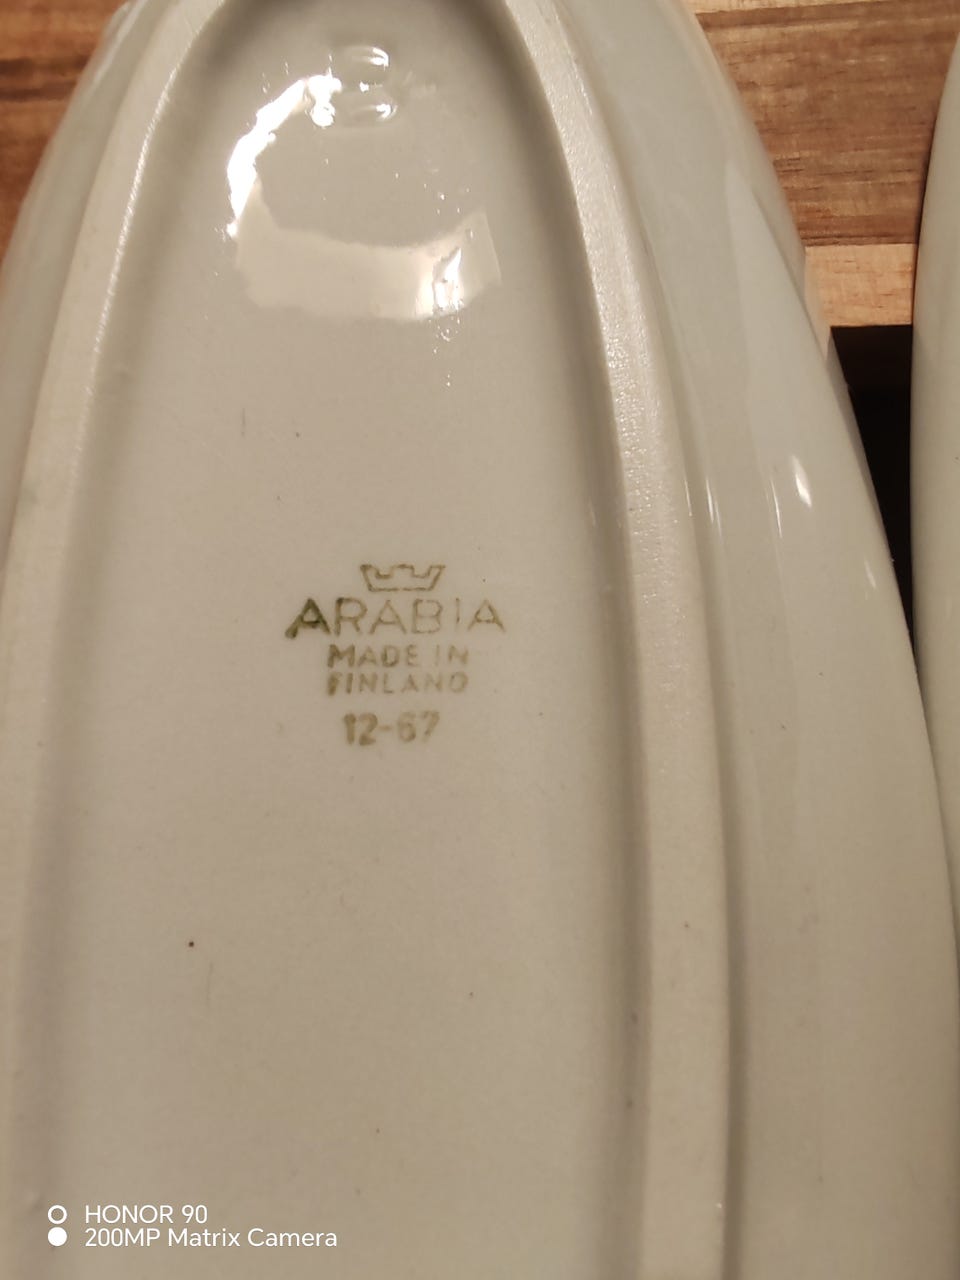 ARABIA
MADE IN
FINLAND
12-67
HONOR 90
200MP Matrix Camera